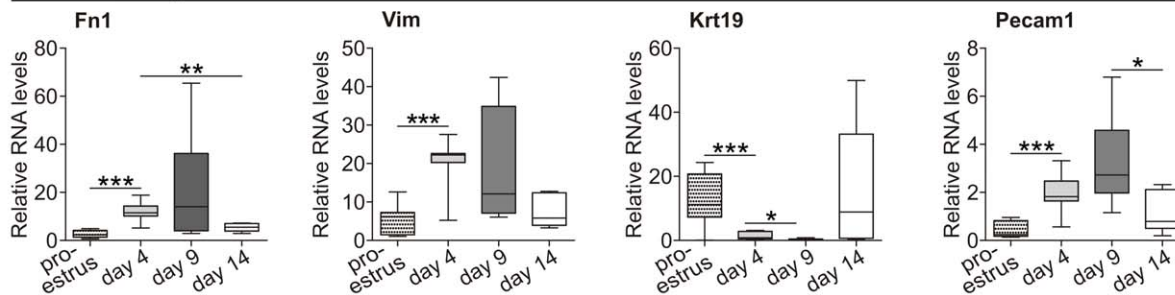 Fn1
Relative RNA levels
80
60
40
20
0
***
**
pro-
estrus
day 4
day 9
day 14
Vim
Relative RNA levels
50
40
30
20
10
0
***
pro-
estrus
day 4
day 9
day 14
Krt19
Relative RNA levels
60
40
20
0
***
*
pro-
estrus
day 4
day 9
day 14
Pecam1
Relative RNA levels
8
6
4
2
0
***
*
pro-
estrus
day 4
day 9
day 14